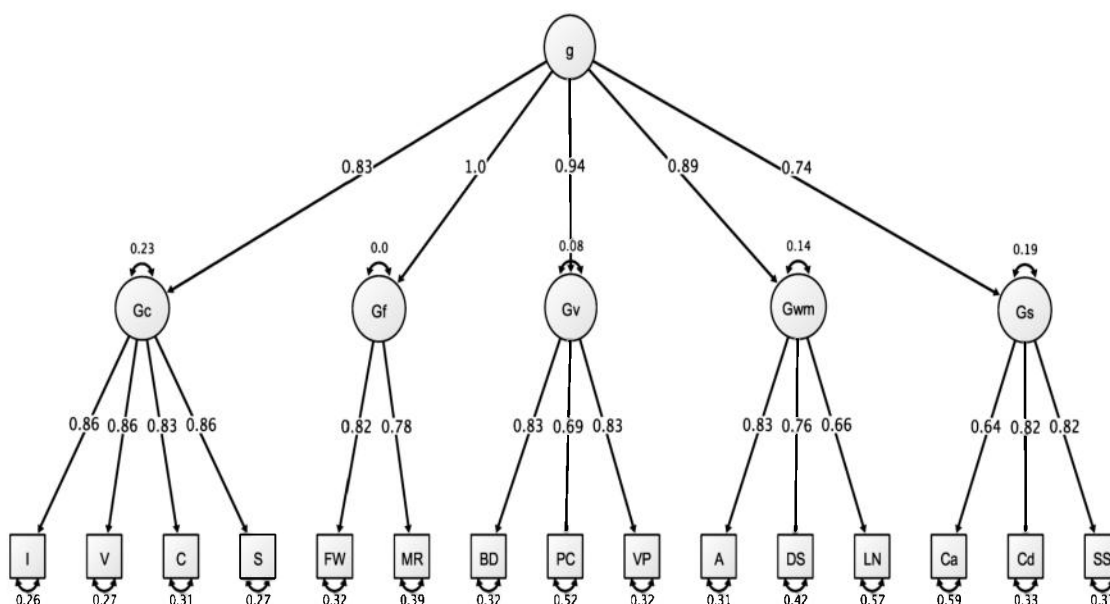 g
0.83 1.0 0.94 0.89 0.74
0.23 0.0 0.08 0.14 0.19
Gc Gf Gv Gwm Gs
0.86 0.86 0.83 0.86 0.82 0.78 0.83 0.69 0.83 0.83 0.76 0.66 0.64 0.82 0.82
I V C S FW MR BD PC VP A DS LN Ca Cd SS
0.26 0.27 0.31 0.27 0.32 0.39 0.32 0.52 0.32 0.31 0.42 0.57 0.59 0.33